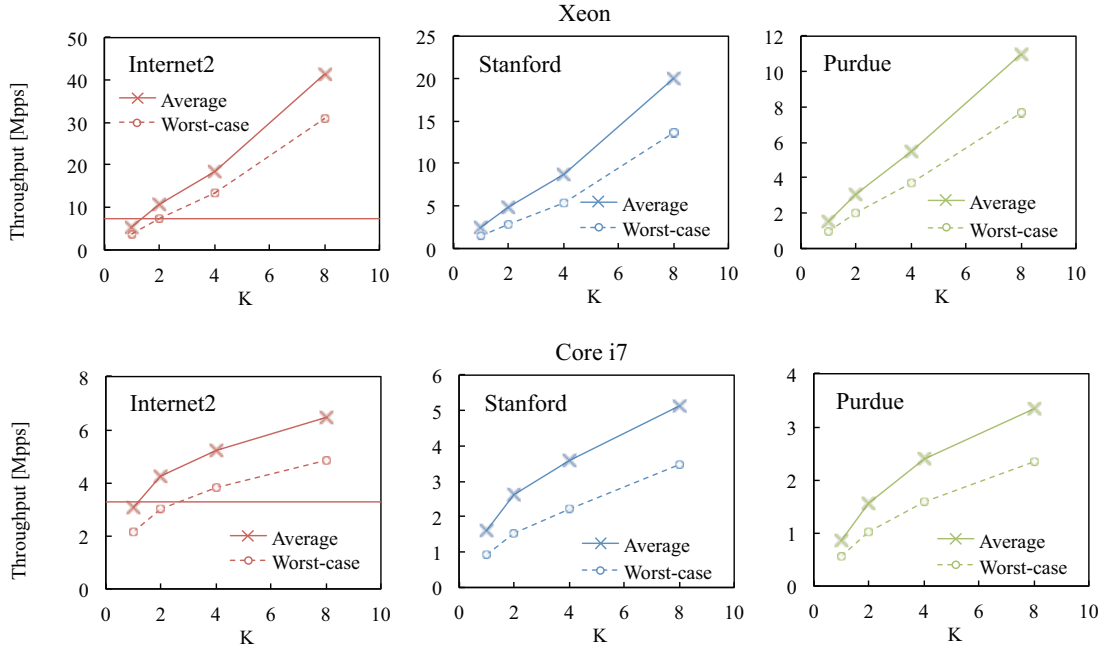 Xeon
Throughput [Mpps]
Internet2
Average
Worst-case
50
40
30
20
10
0
0 2 4 6 8 10
K
Stanford
Average
Worst-case
25
20
15
10
5
0
0 2 4 6 8 10
K
Purdue
Average
Worst-case
12
10
8
6
4
2
0
0 2 4 6 8 10
K
Core i7
Throughput [Mpps]
Internet2
Average
Worst-case
8
6
4
2
0
0 2 4 6 8 10
K
Stanford
Average
Worst-case
6
5
4
3
2
1
0
0 2 4 6 8 10
K
Purdue
Average
Worst-case
4
3
2
1
0
0 2 4 6 8 10
K